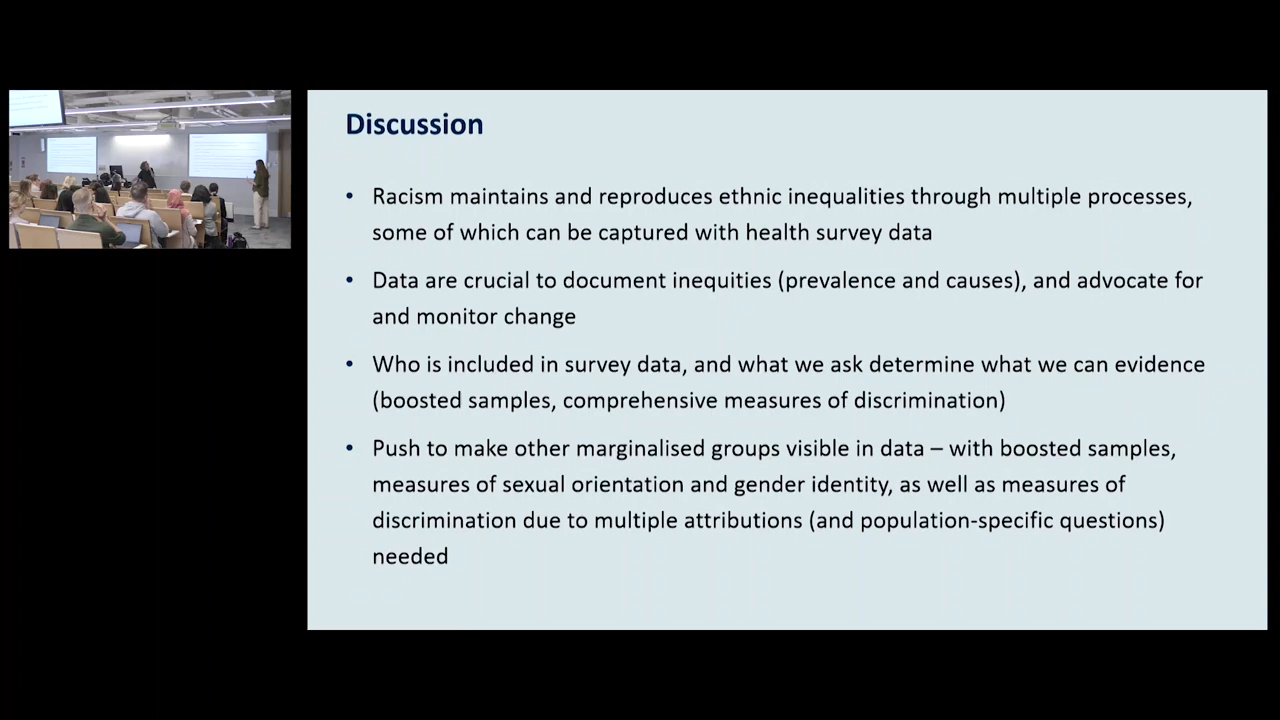 Discussion
• Racism maintains and reproduces ethnic inequalities through multiple processes,
some of which can be captured with health survey data
• Data are crucial to document inequities (prevalence and causes), and advocate for
and monitor change
• Who is included in survey data, and what we ask determine what we can evidence
(boosted samples, comprehensive measures of discrimination)
• Push to make other marginalised groups visible in data – with boosted samples,
measures of sexual orientation and gender identity, as well as measures of
discrimination due to multiple attributions (and population-specific questions)
needed